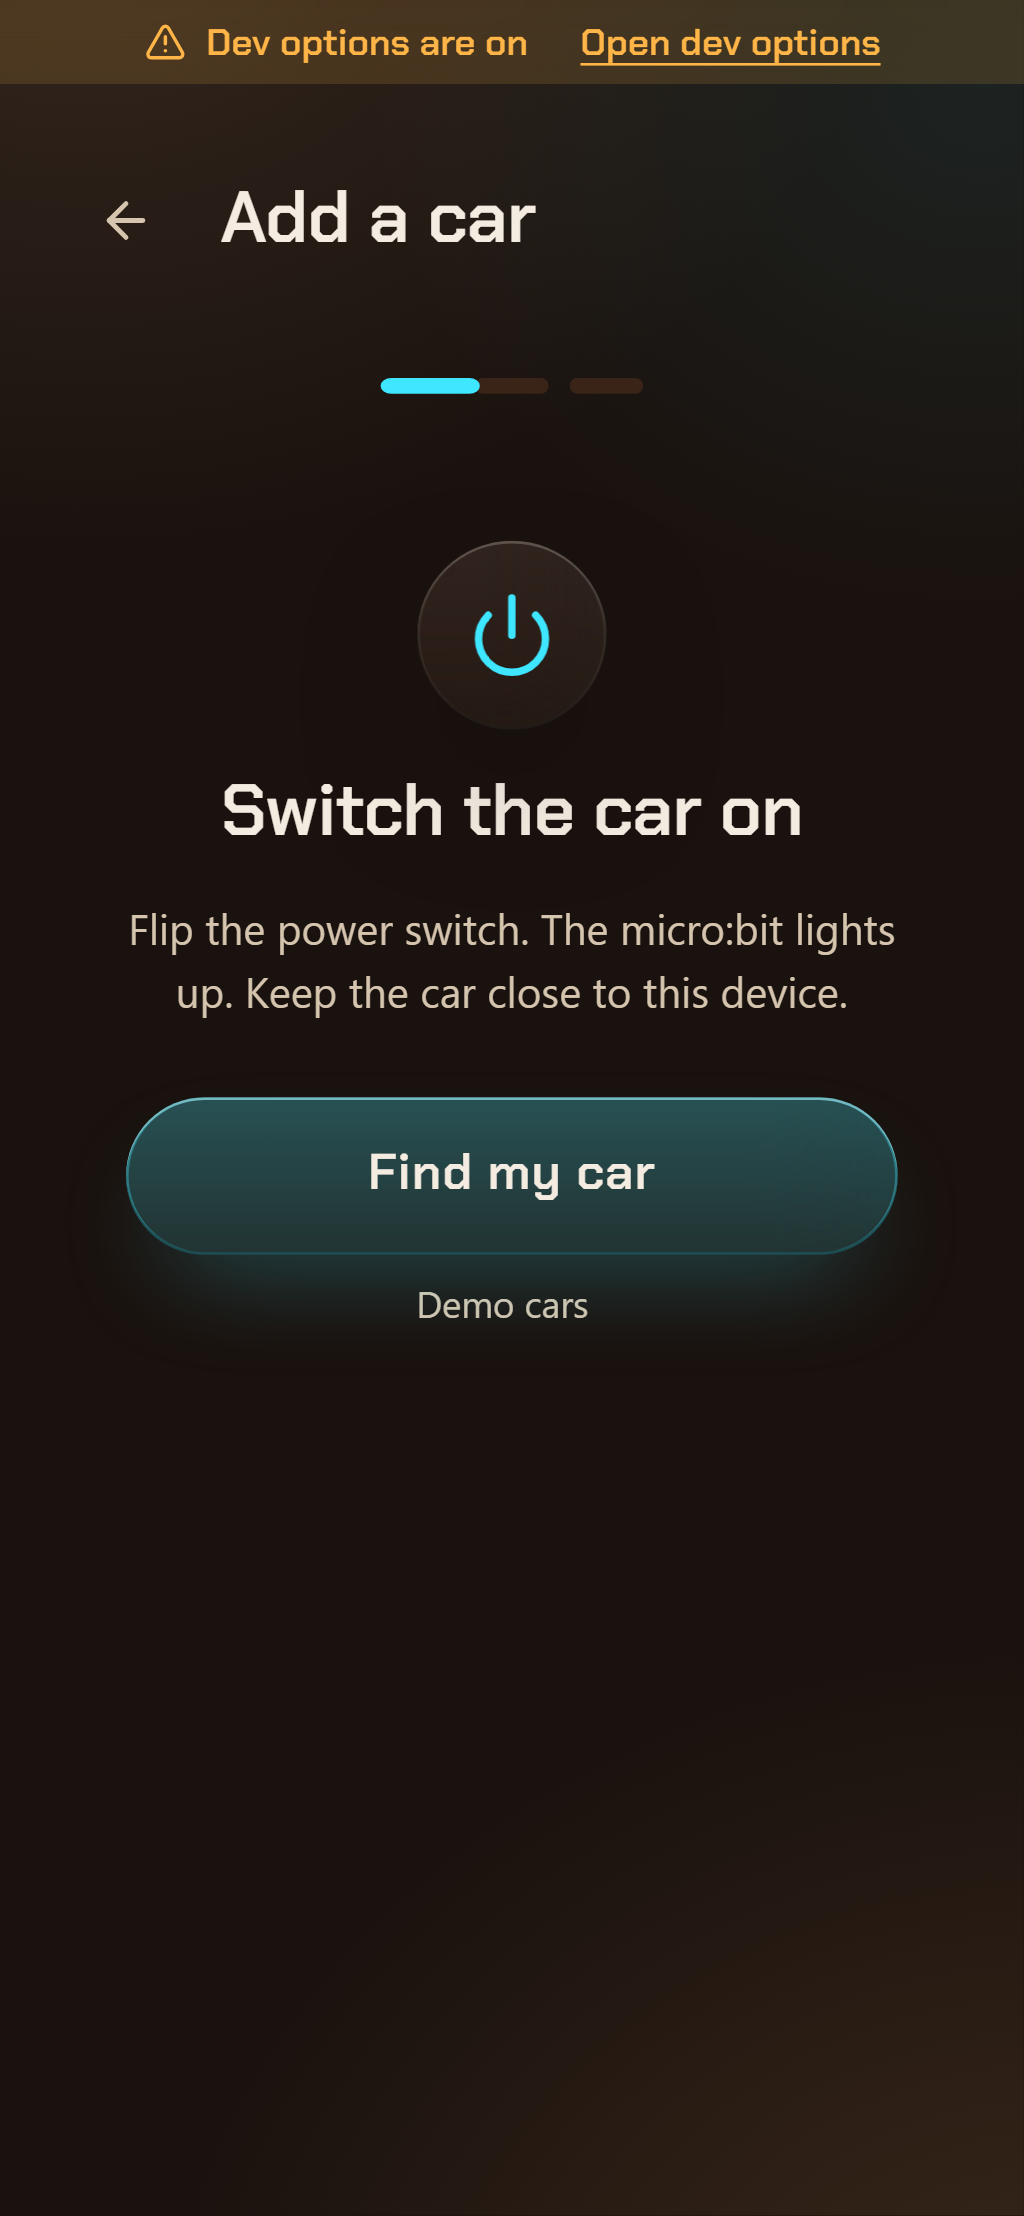 Dev options are on Open dev options
Add a car
Switch the car on
Flip the power switch. The micro:bit lights
up. Keep the car close to this device.
Find my car
Demo cars